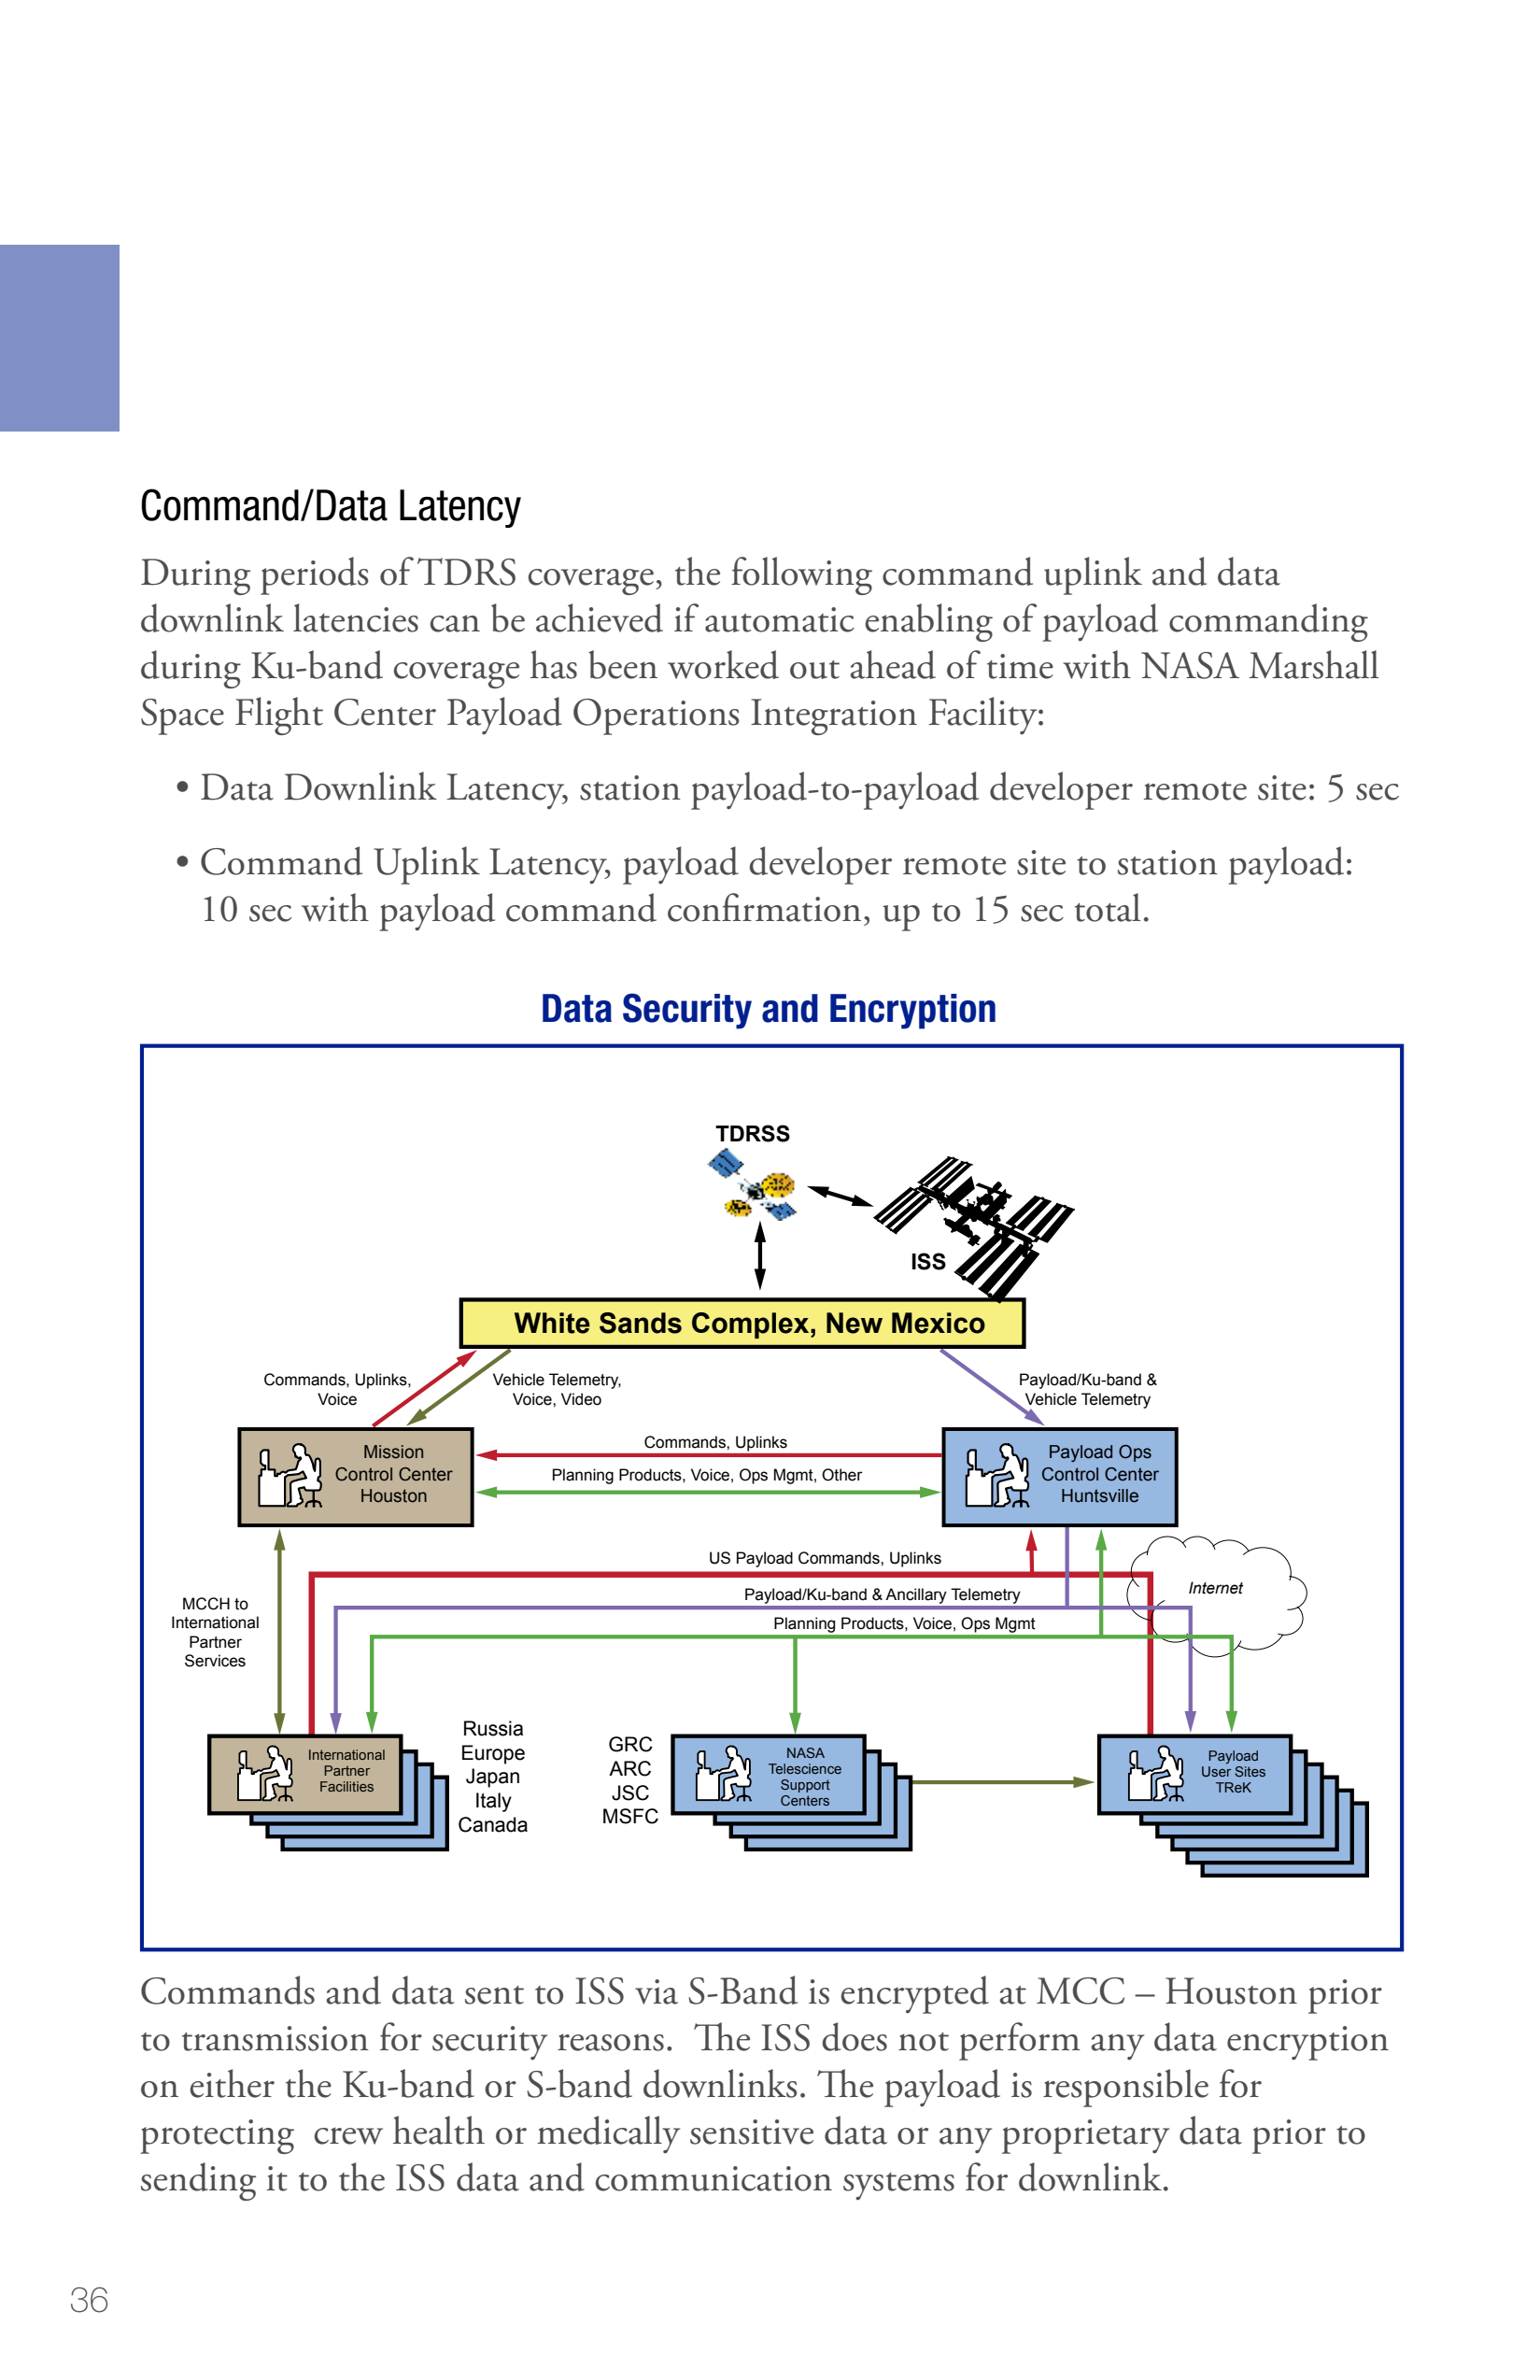 Command/Data Latency
During periods of TDRS coverage, the following command uplink and data
downlink latencies can be achieved if automatic enabling of payload commanding
during Ku-band coverage has been worked out ahead of time with NASA Marshall
Space Flight Center Payload Operations Integration Facility:
• Data Downlink Latency, station payload-to-payload developer remote site: 5 sec
• Command Uplink Latency, payload developer remote site to station payload:
10 sec with payload command confirmation, up to 15 sec total.
Data Security and Encryption
TDRSS
ISS
White Sands Complex, New Mexico
Commands, Uplinks,
Voice
Vehicle Telemetry,
Voice, Video
Payload/Ku-band &
Vehicle Telemetry
Mission
Control Center
Houston
Commands, Uplinks
Planning Products, Voice, Ops Mgmt, Other
Payload Ops
Control Center
Huntsville
US Payload Commands, Uplinks
Internet
Payload/Ku-band & Ancillary Telemetry
Planning Products, Voice, Ops Mgmt
MCCH to
International
Partner
Services
International
Partner
Facilities
Russia
Europe
Japan
Italy
Canada
GRC
ARC
JSC
MSFC
NASA
Telescience
Support
Centers
Payload
User Sites
TReK
Commands and data sent to ISS via S-Band is encrypted at MCC – Houston prior
to transmission for security reasons.  The ISS does not perform any data encryption
on either the Ku-band or S-band downlinks. The payload is responsible for
protecting  crew health or medically sensitive data or any proprietary data prior to
sending it to the ISS data and communication systems for downlink.
36